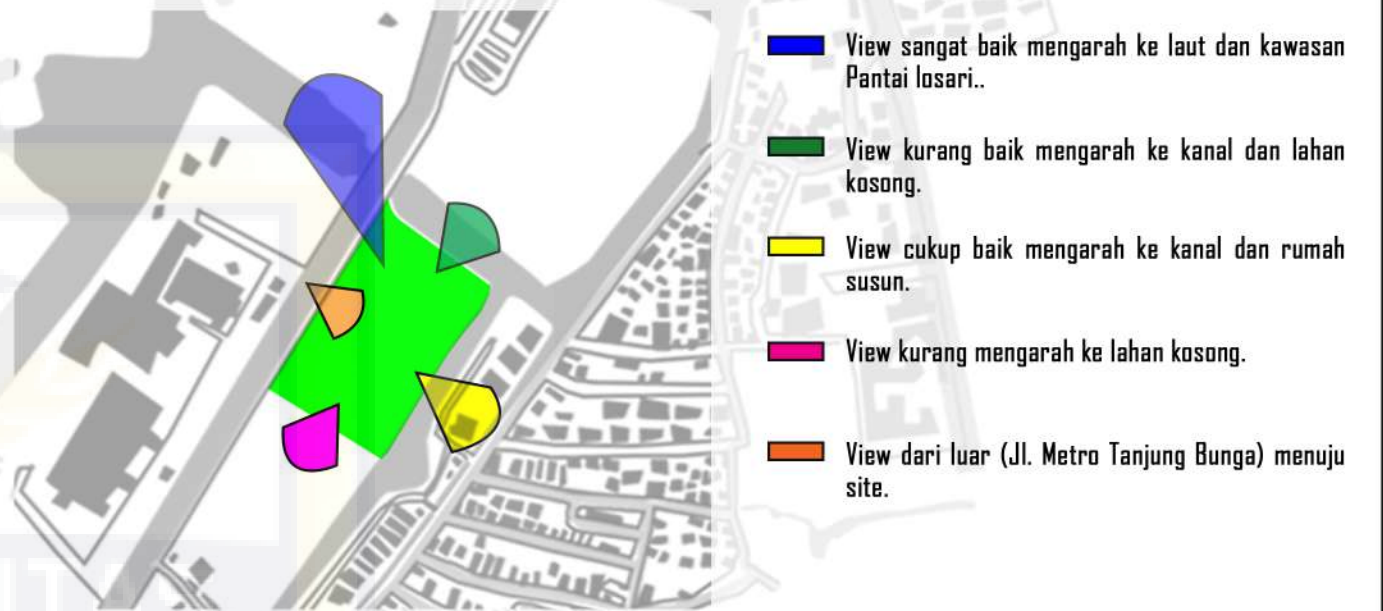 View sangat baik mengarah ke laut dan kawasan
Pantai losari..
View kurang baik mengarah ke kanal dan lahan
kosong.
View cukup baik mengarah ke kanal dan rumah
susun.
View kurang mengarah ke lahan kosong.
View dari luar (Jl. Metro Tanjung Bunga) menuju
site.